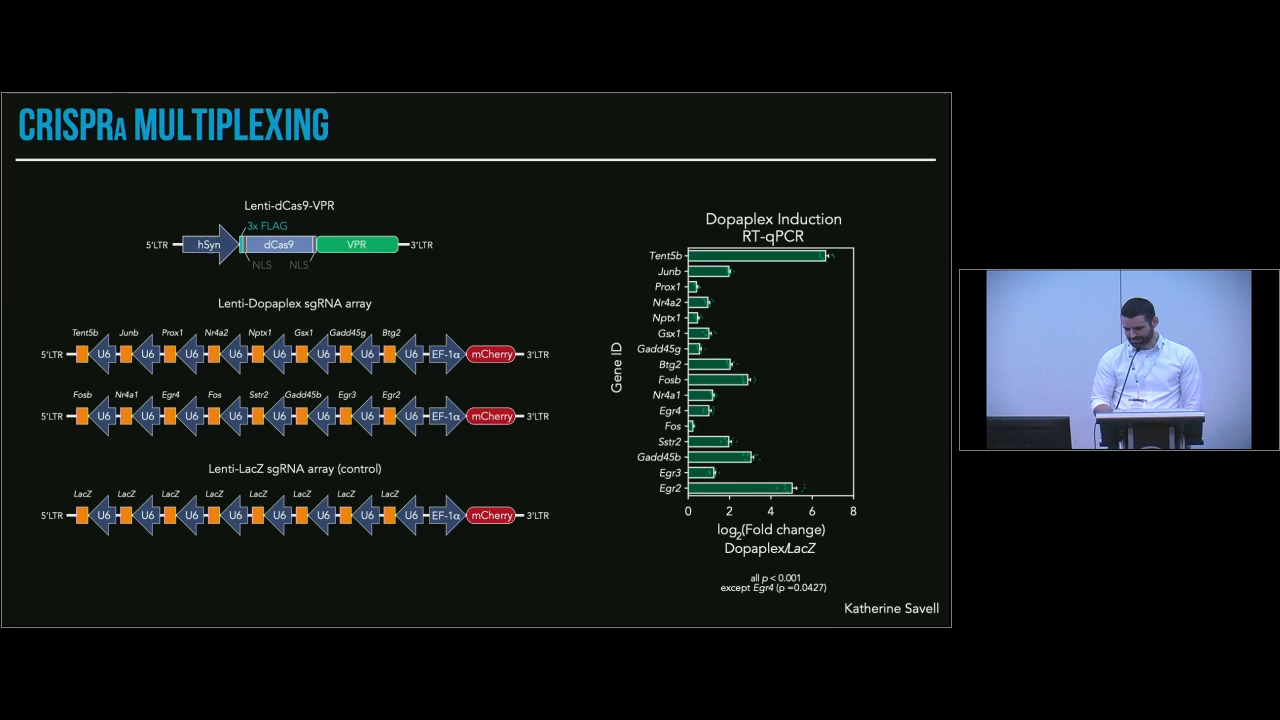 CRISPRA MULTIPLEXING
Lenti-dCas9-VPR
3x FLAG
5'LTR hSyn dCas9 VPR 3'LTR
NLS NLS
Lenti-Dopaplex sgRNA array
Tent5b Junb Prox1 Nr4a2 Nptx1 Gsx1 Gadd45g Btg2
5'LTR U6 U6 U6 U6 U6 U6 U6 U6 EF-1α mCherry 3'LTR
Fosb Nr4a1 Egr4 Fos Sstr2 Gadd45b Egr3 Egr2
5'LTR U6 U6 U6 U6 U6 U6 U6 U6 EF-1α mCherry 3'LTR
Lenti-LacZ sgRNA array (control)
LacZ LacZ LacZ LacZ LacZ LacZ LacZ LacZ
5'LTR U6 U6 U6 U6 U6 U6 U6 U6 EF-1α mCherry 3'LTR
Dopaplex Induction
RT-qPCR
Gene ID
Tent5b
Junb
Prox1
Nr4a2
Nptx1
Gsx1
Gadd45g
Btg2
Fosb
Nr4a1
Egr4
Fos
Sstr2
Gadd45b
Egr3
Egr2
0 2 4 6 8
log2(Fold change)
Dopaplex/LacZ
all p < 0.001
except Egr4 (p =0.0427)
Katherine Savell